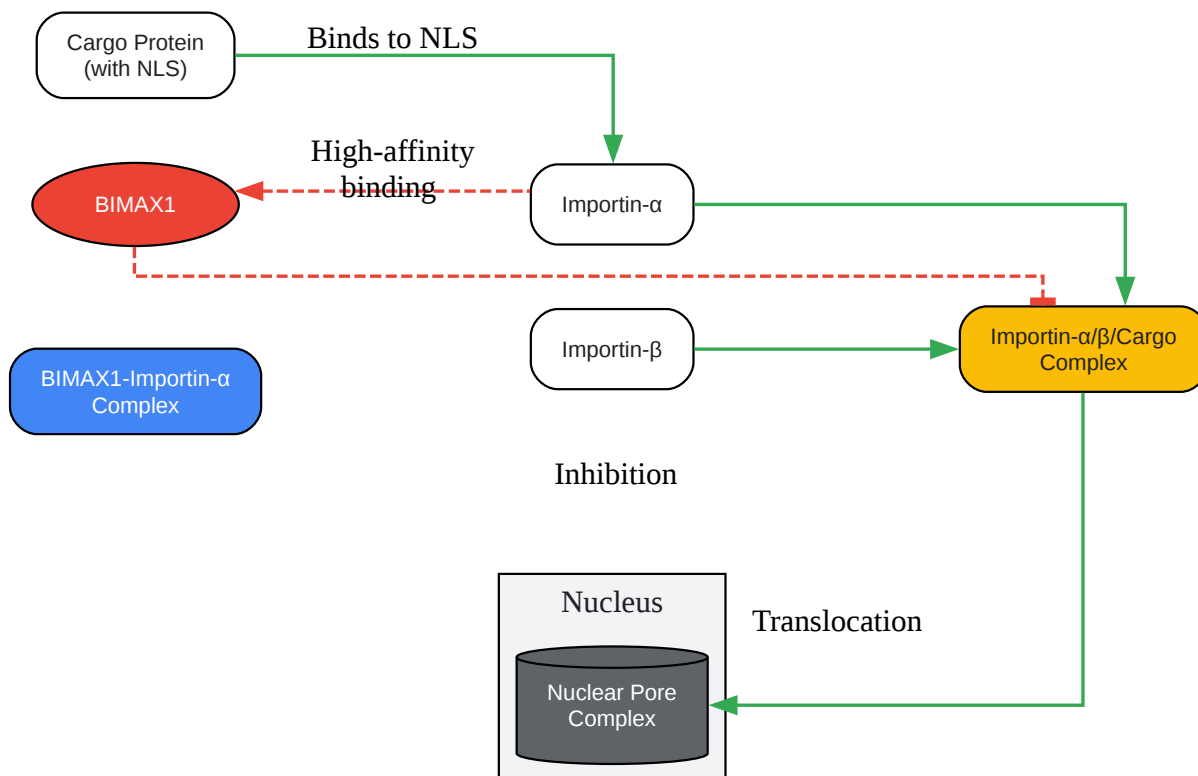 Cargo Protein
(with NLS)
Binds to NLS
High-affinity
binding
BIMAX1
Importin-α
Importin-β
Importin-α/β/Cargo
Complex
BIMAX1-Importin-α
Complex
Inhibition
Nucleus
Translocation
Nuclear Pore
Complex